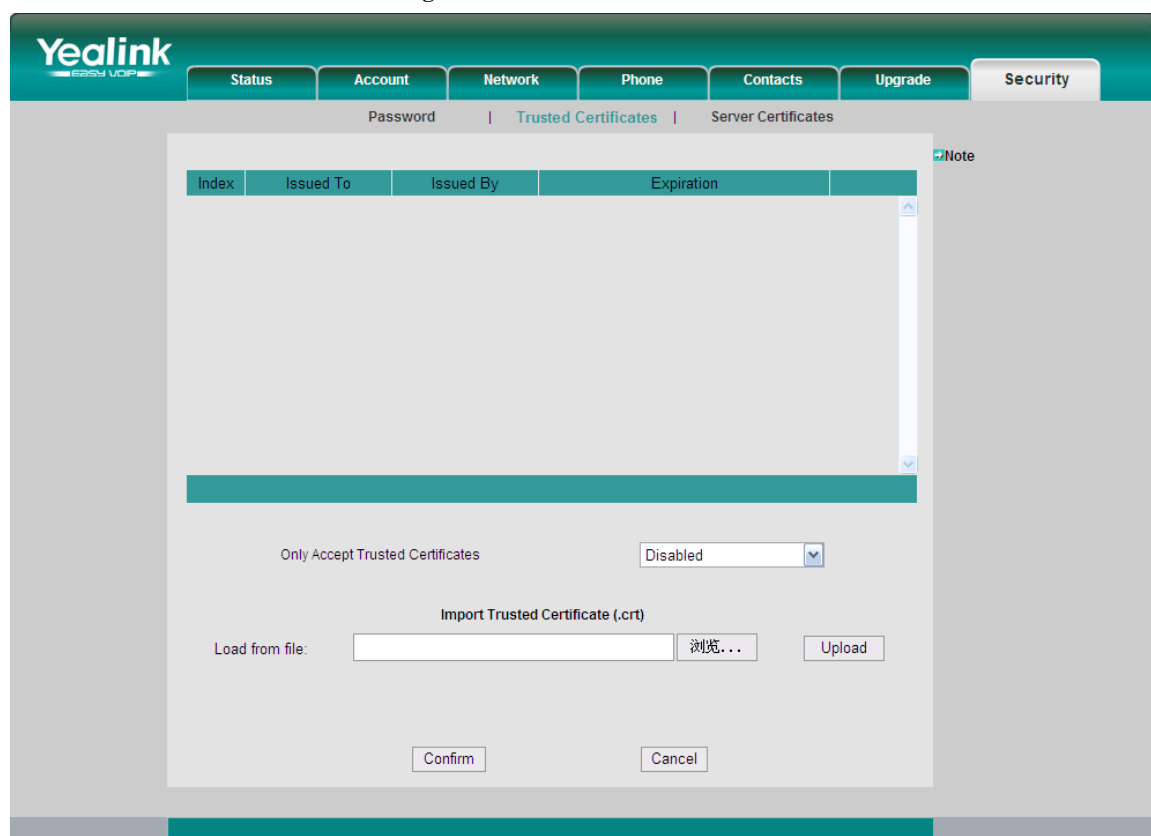 Yealink
EASY VOIP
Status Account Network Phone Contacts Upgrade Security
Password | Trusted Certificates | Server Certificates
Note
Index Issued To Issued By Expiration
Only Accept Trusted Certificates Disabled
Import Trusted Certificate (.crt)
Load from file: 浏览... Upload
Confirm Cancel